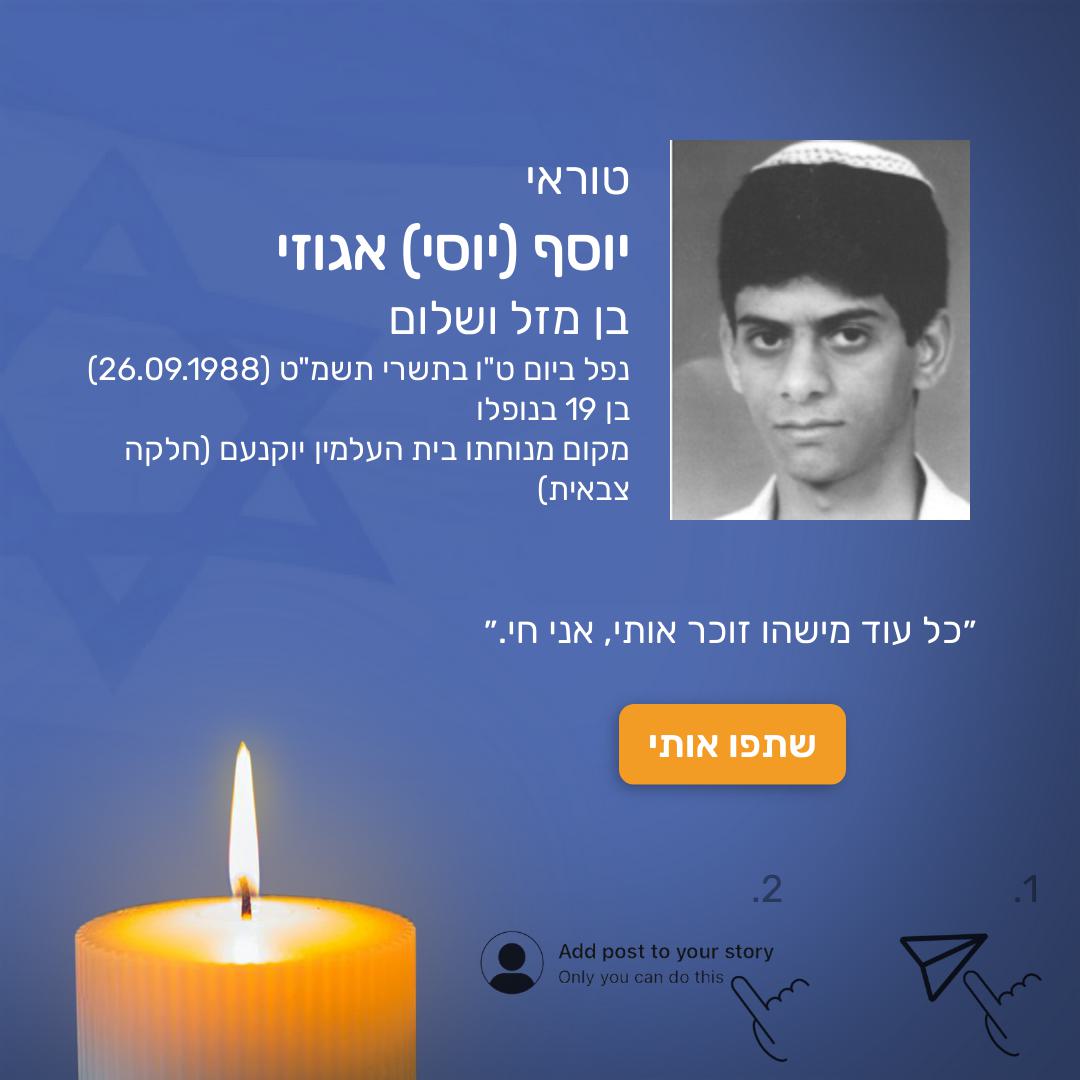 טוראי
יוסף (יוסי) אגוזי
בן מזל ושלום
נפל ביום ט"ו בתשרי תשמ"ט (26.09.1988)
בן 19 בנופלו
מקום מנוחתו בית העלמין יוקנעם (חלקה
צבאית)
״כל עוד מישהו זוכר אותי, אני חי.״
שתפו אותי
.1
.2
Add post to your story
Only you can do this